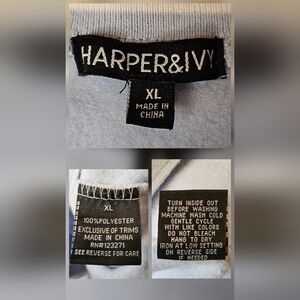 HARPER&IVY
XL
MADE IN
CHINA
XL
100%POLYESTER
EXCLUSIVE OF TRIMS
MADE IN CHINA
RN#123271
SEE REVERSE FOR CARE
TURN INSIDE OUT
BEFORE WASHING
MACHINE WASH COLD
GENTLE CYCLE
WITH LIKE COLORS
DO NOT BLEACH
HANG TO DRY
IRON AT LOW SETTING
ON REVERSE SIDE
IF NEEDED